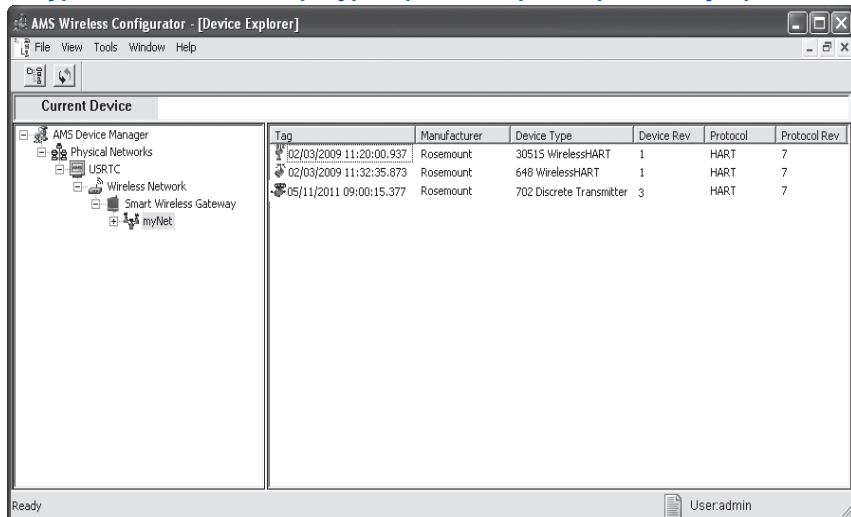 AMS Wireless Configurator - [Device Explorer]
File View Tools Window Help
Current Device
AMS Device Manager
Physical Networks
USRTC
Wireless Network
Smart Wireless Gateway
myNet
Tag Manufacturer Device Type Device Rev Protocol Protocol Rev
02/03/2009 11:20:00.937 Rosemount 3051S WirelessHART 1 HART 7
02/03/2009 11:32:35.873 Rosemount 648 WirelessHART 1 HART 7
05/11/2011 09:00:15.377 Rosemount 702 Discrete Transmitter 3 HART 7
Ready
User:admin